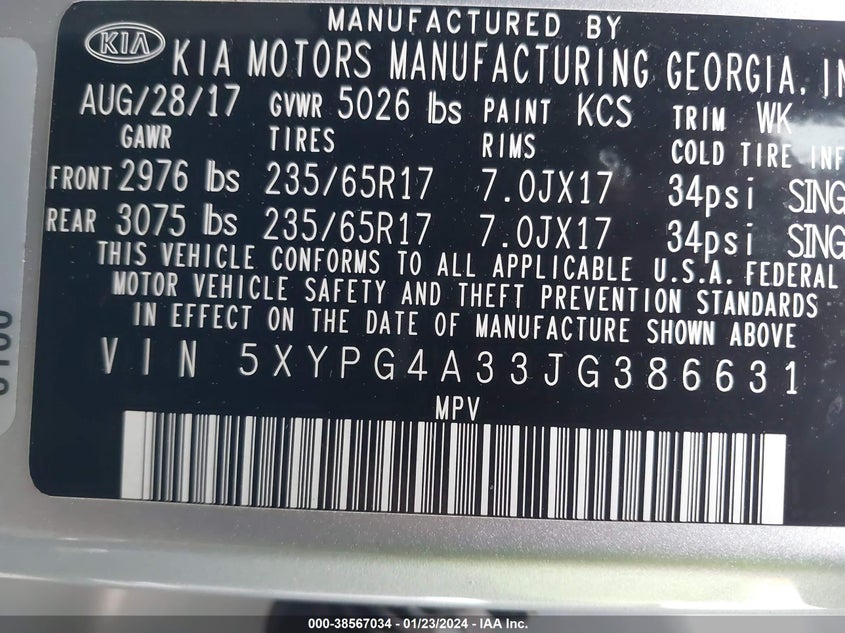 MANUFACTURED BY
KIA KIA MOTORS MANUFACTURING GEORGIA, IN
AUG/28/17 GVWR 5026 lbs PAINT KCS TRIM WK
GAWR TIRES RIMS COLD TIRE INF
FRONT 2976 lbs 235/65R17 7.0JX17 34psi SING
REAR 3075 lbs 235/65R17 7.0JX17 34psi SING
THIS VEHICLE CONFORMS TO ALL APPLICABLE U.S.A. FEDERAL
MOTOR VEHICLE SAFETY AND THEFT PREVENTION STANDARDS
IN EFFECT ON THE DATE OF MANUFACTURE SHOWN ABOVE
VIN 5XYPG4A33JG386631
MPV
000-38567034 - 01/23/2024 - IAA Inc.